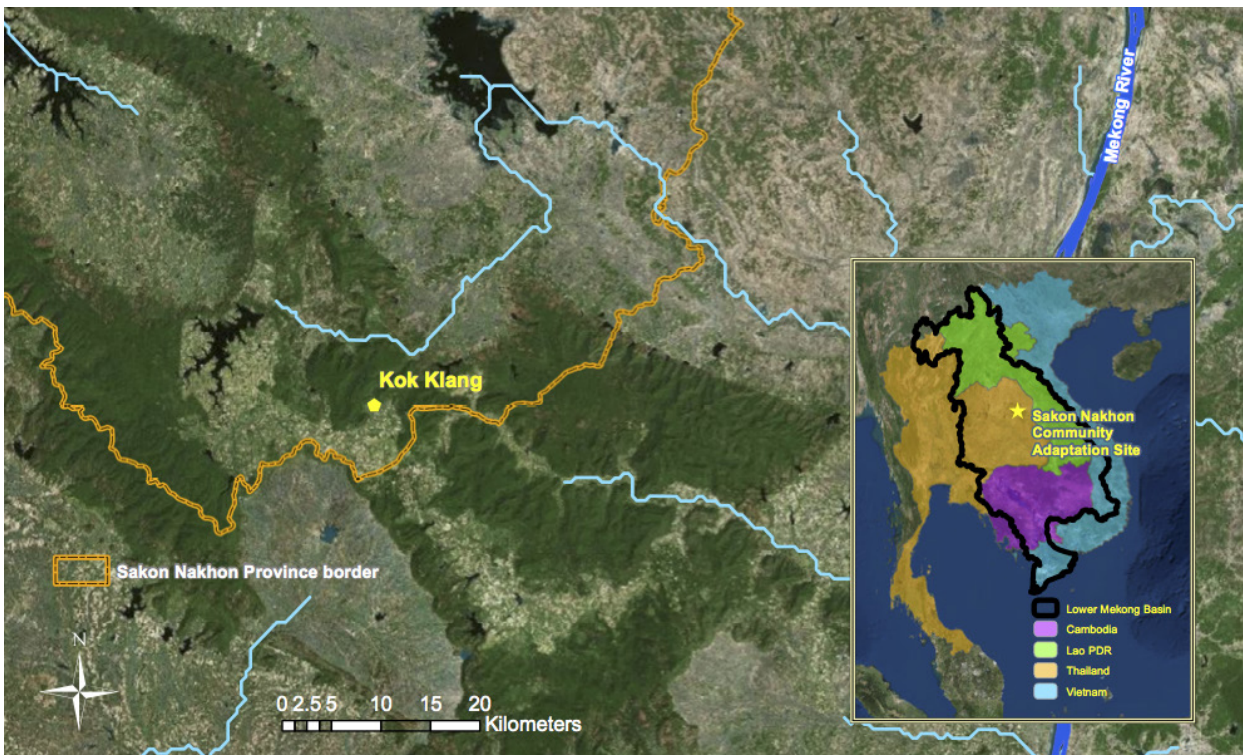 Mekong River
Kok Klang
Sakon Nakhon
Community
Adaptation Site
Sakon Nakhon Province border
N
0 2.5 5 10 15 20
Kilometers
Lower Mekong Basin
Cambodia
Lao PDR
Thailand
Vietnam